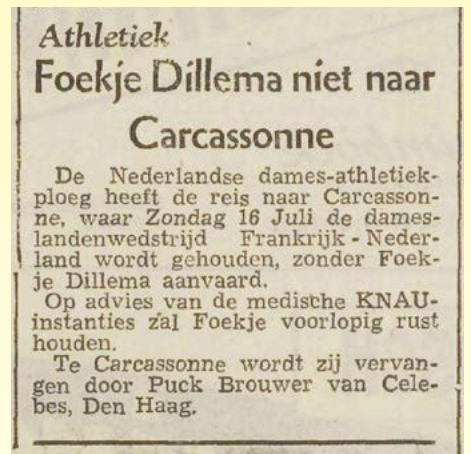 Athletiek
Foekje Dillema niet naar
Carcassonne
De Nederlandse dames-athletiek-
ploeg heeft de reis naar Carcasson-
ne, waar Zondag 16 Juli de dames-
landenwedstrijd Frankrijk - Neder-
land wordt gehouden, zonder Foek-
je Dillema aanvaard.
Op advies van de medische KNAU-
instanties zal Foekje voorlopig rust
houden.
Te Carcassonne wordt zij vervan-
gen door Puck Brouwer van Cele-
bes, Den Haag.